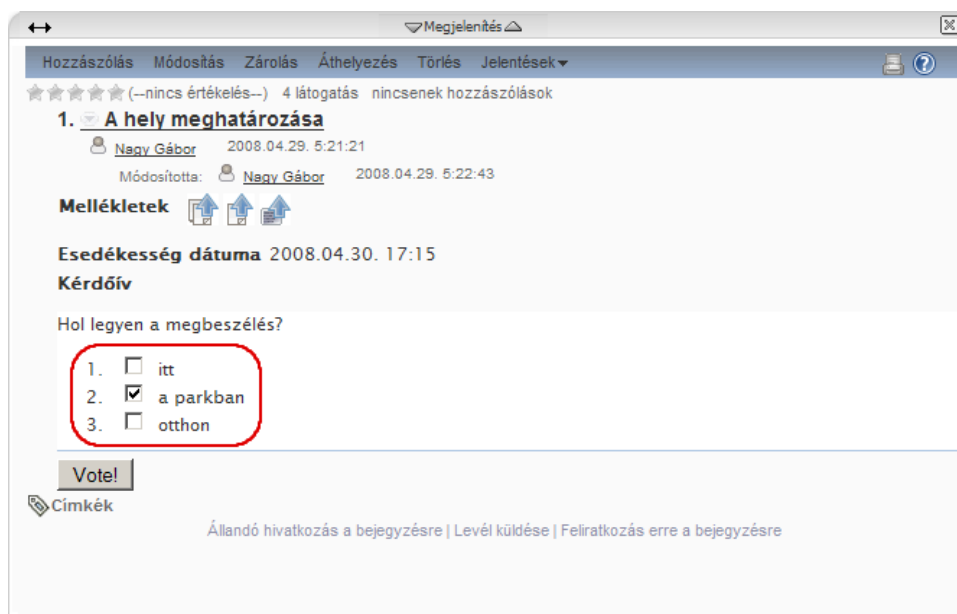 Megjelenítés
Hozzászólás Módosítás Zárolás Áthelyezés Törlés Jelentések
(--nincs értékelés--) 4 látogatás nincsenek hozzászólások
1. A hely meghatározása
Nagy Gábor 2008.04.29. 5:21:21
Módosította: Nagy Gábor 2008.04.29. 5:22:43
Mellékletek
Esedékesség dátuma 2008.04.30. 17:15
Kérdőív
Hol legyen a megbeszélés?
1. itt
2. a parkban
3. otthon
Vote!
Címkék
Állandó hivatkozás a bejegyzésre | Levél küldése | Feliratkozás erre a bejegyzésre